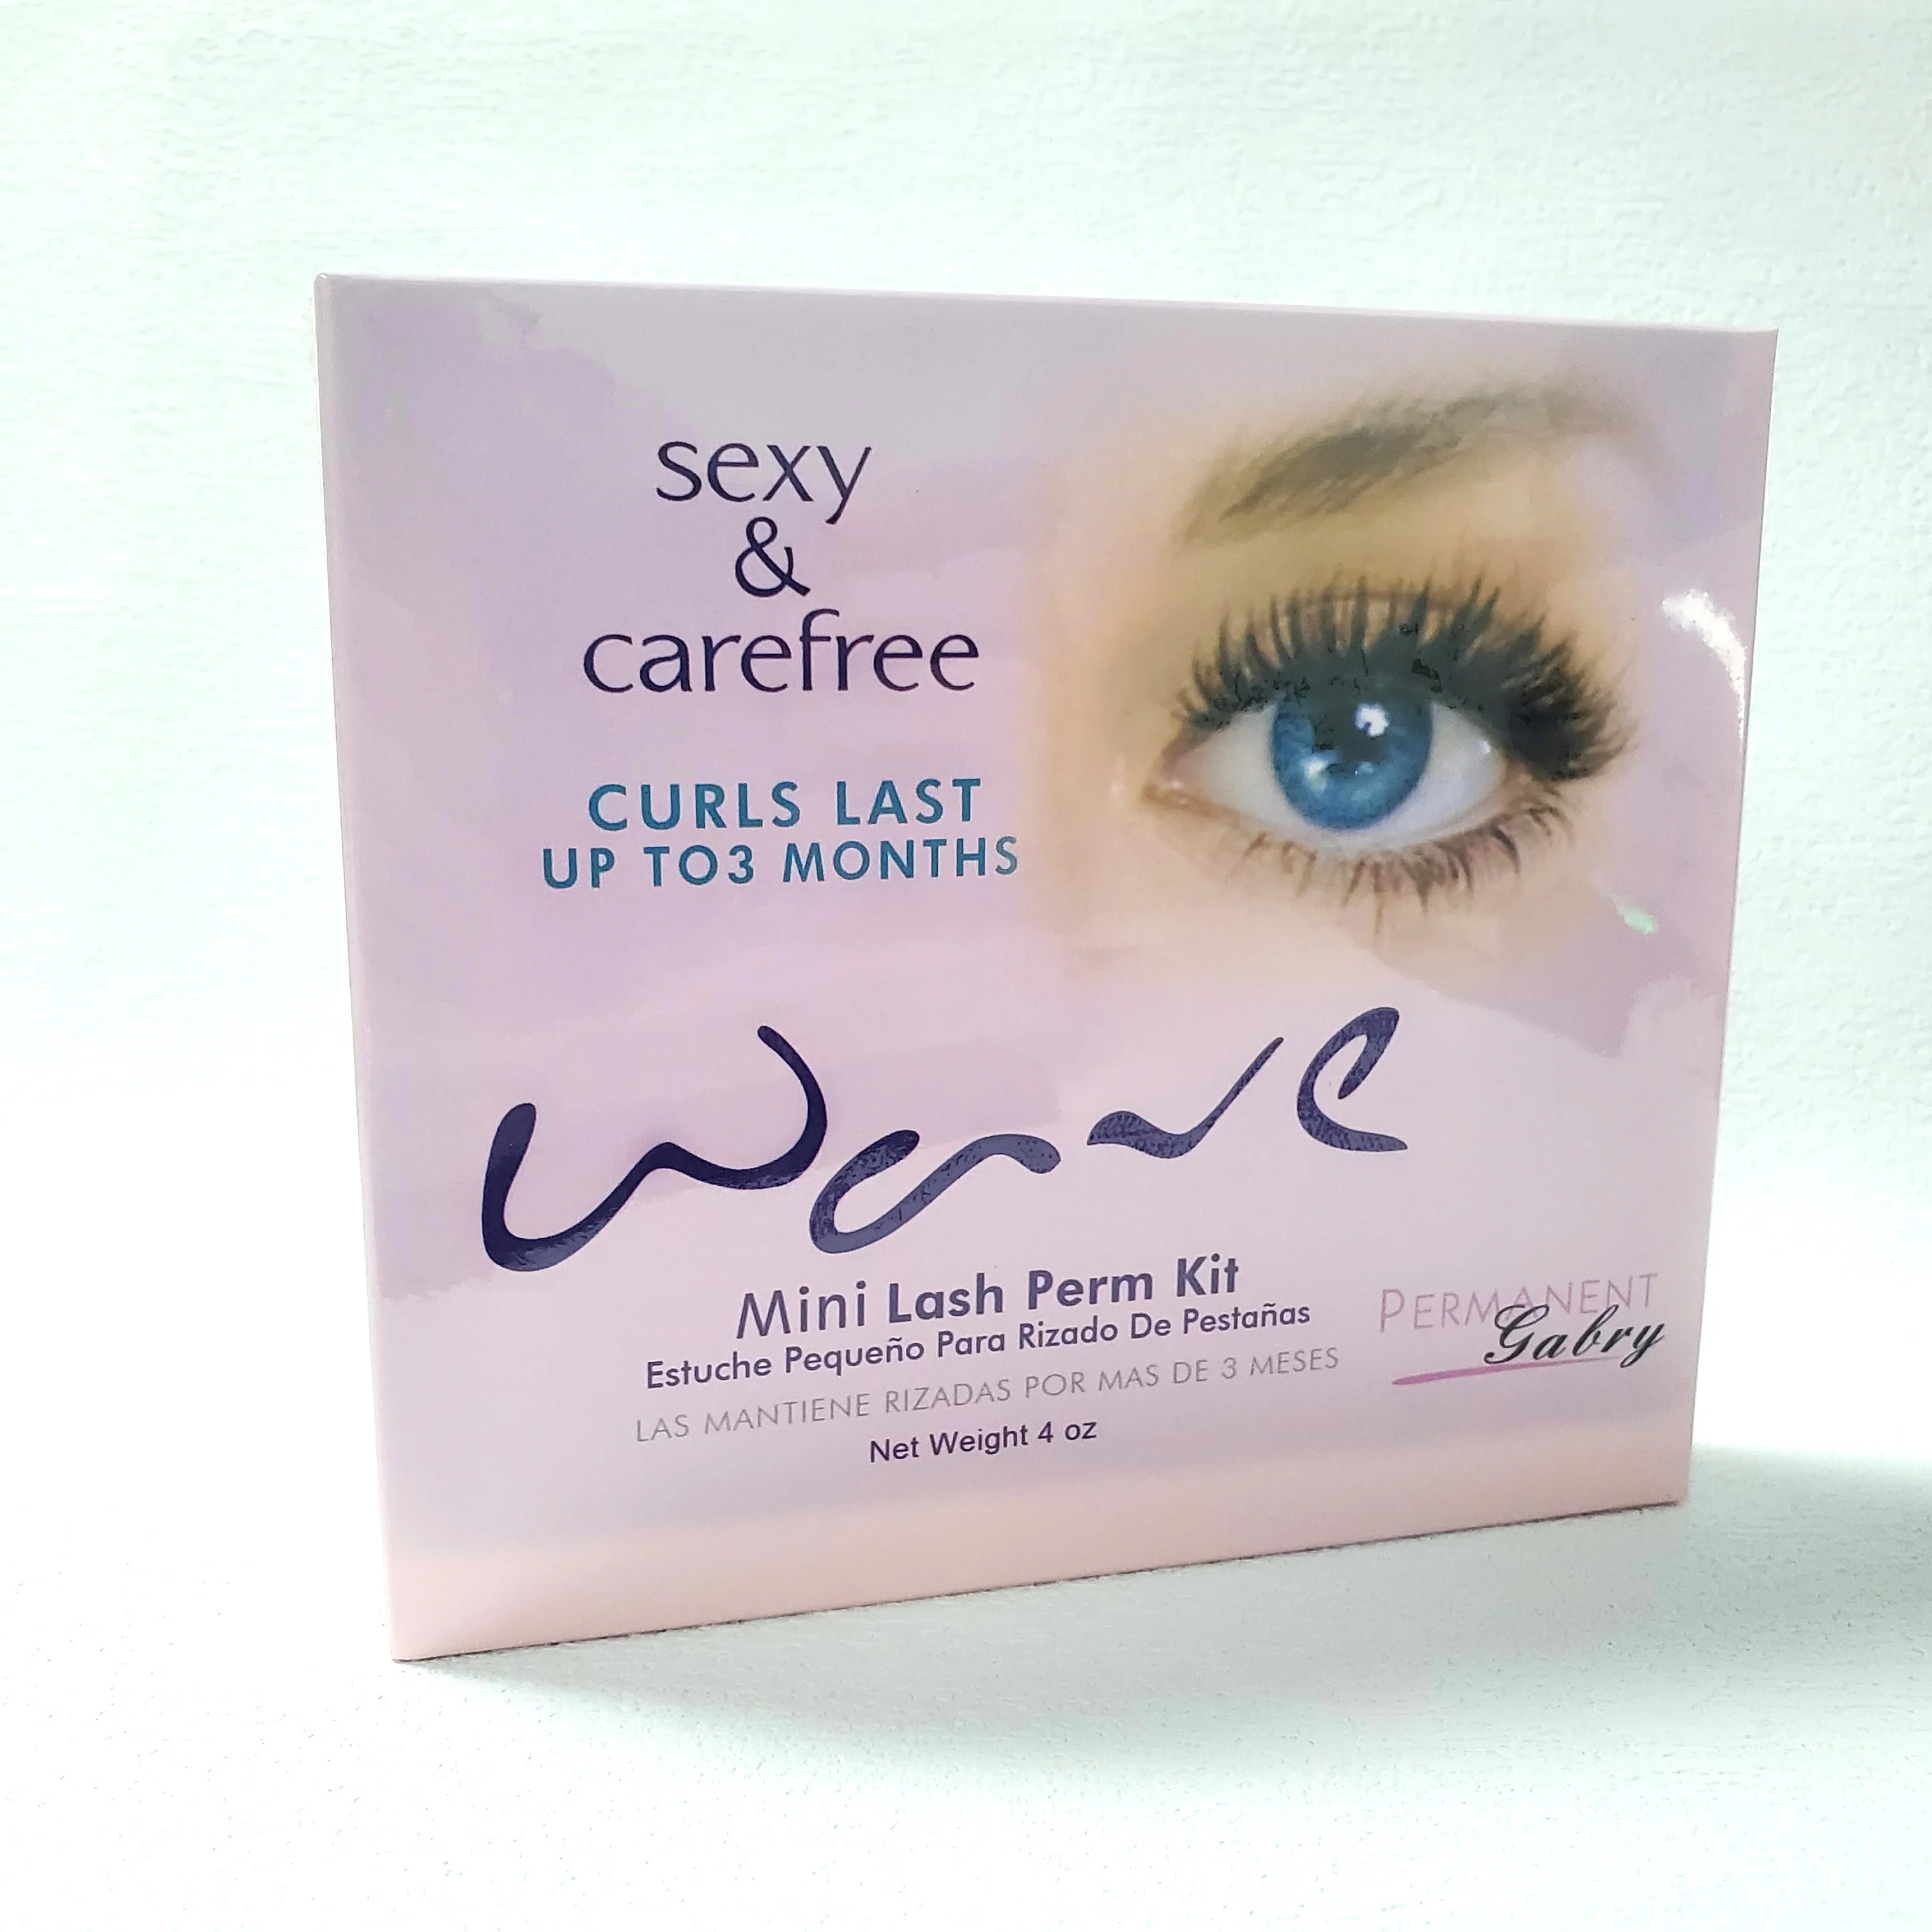 sexy
&
carefree
CURLS LAST
UP TO3 MONTHS
Wave
Mini Lash Perm Kit
Estuche Pequeño Para Rizado De Pestañas
LAS MANTIENE RIZADAS POR MAS DE 3 MESES
Net Weight 4 oz
PERMANENT
Gabry